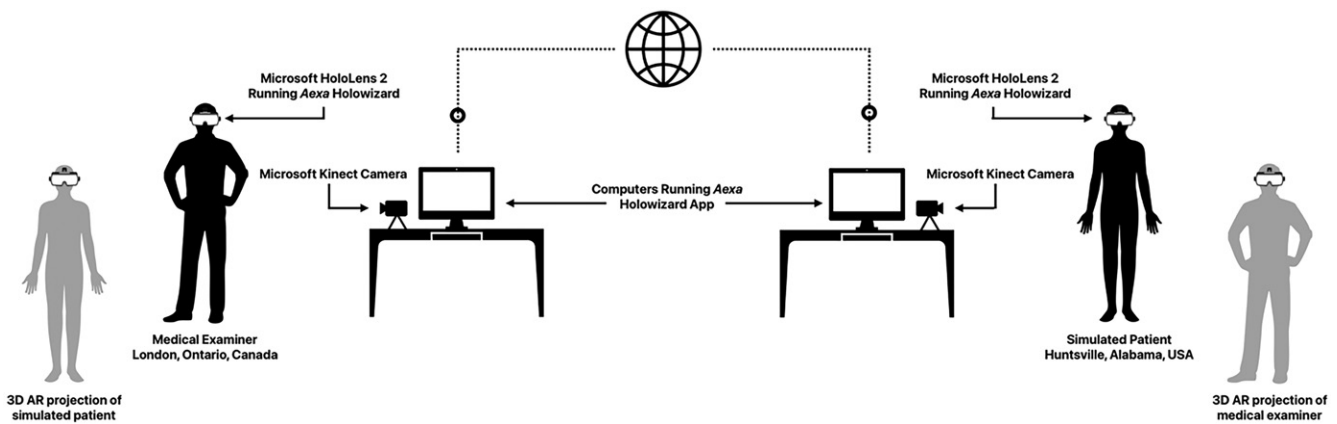 Microsoft HoloLens 2
Running Aexa Holowizard
Microsoft HoloLens 2
Running Aexa Holowizard
Microsoft Kinect Camera
Computers Running Aexa
Holowizard App
Microsoft Kinect Camera
Medical Examiner
London, Ontario, Canada
Simulated Patient
Huntsville, Alabama, USA
3D AR projection of
simulated patient
3D AR projection of
medical examiner